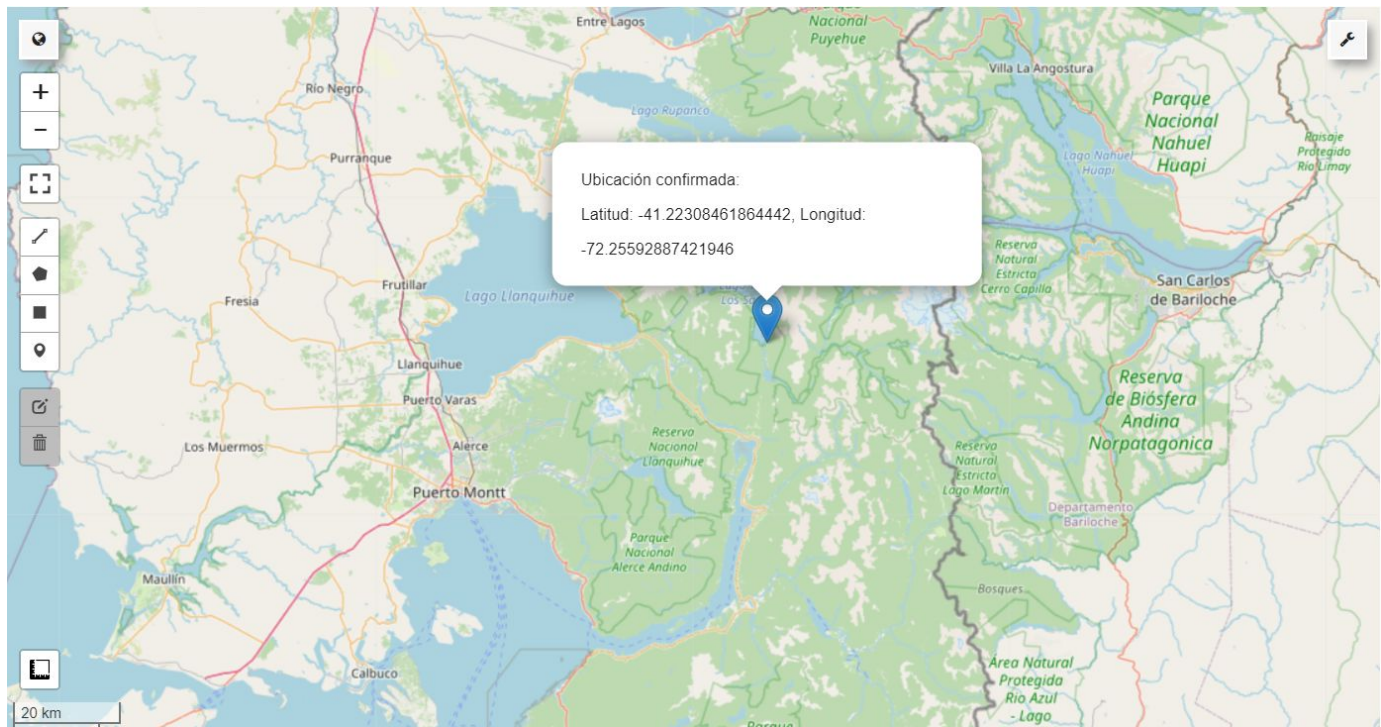 Entre Lagos
Nacional
Puyehue
Villa La Angostura
Río Negro
Lago Rupanco
Parque
Nacional
Nahuel
Huapi
Paisaje
Protegido
Río Limay
Purranque
Lago Nahuel
Huapi
Ubicación confirmada:
Latitud: -41.22308461864442, Longitud:
-72.25592887421946
Reserva
Natural
Estricta
Cerro Capilla
San Carlos
de Bariloche
Frutillar
Lago Llanquihue
Fresia
Llanquihue
Reserva
de Biósfera
Andina
Norpatagonica
Puerto Varas
Los Muermos
Alerce
Reserva
Nacional
Llanquihue
Reserva
Natural
Estricta
Lago Martin
Puerto Montt
Departamento
Bariloche
Parque
Nacional
Alerce Andino
Maullín
Bosques
Calbuco
Área Natural
Protegida
Río Azul
- Lago
20 km